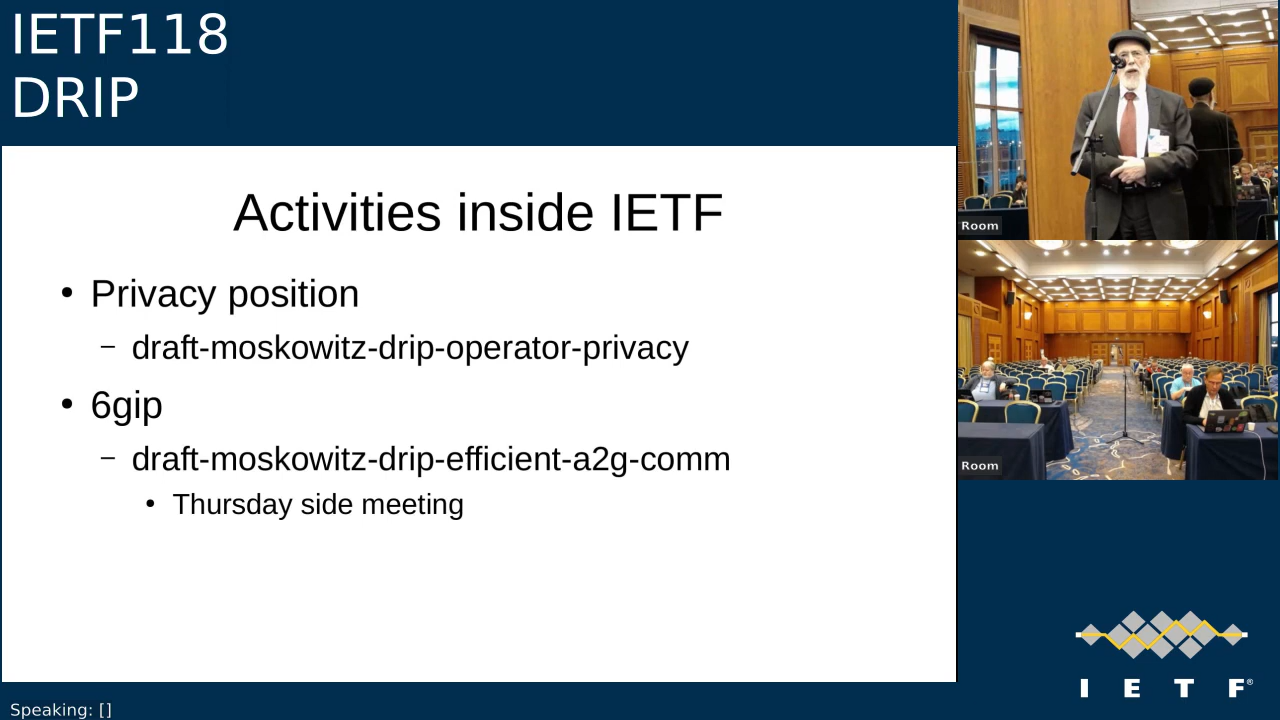 IETF118
DRIP
Activities inside IETF
• Privacy position
– draft-moskowitz-drip-operator-privacy
• 6gip
– draft-moskowitz-drip-efficient-a2g-comm
• Thursday side meeting
Room
Room
I E T F®
Speaking: []